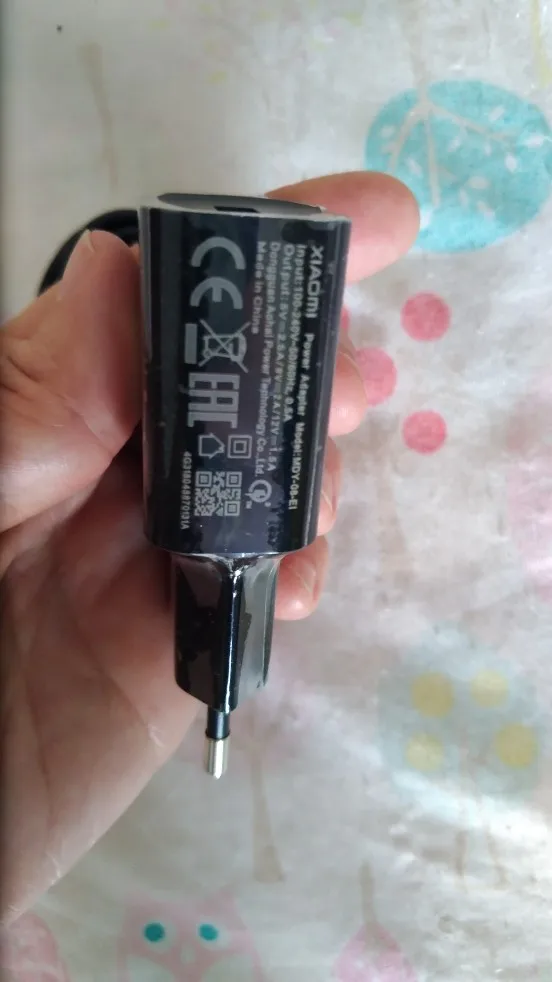 XIAOMI Power Adapter Model:MDY-08-EI
Input:100-240V~50/60Hz, 0.5A
Output: 5V⎓2.5A/9V⎓2A/12V⎓1.5A
Dongguan Aohai Power Technology Co.,Ltd.
Made in China
CE
EAC
4G318048870131A